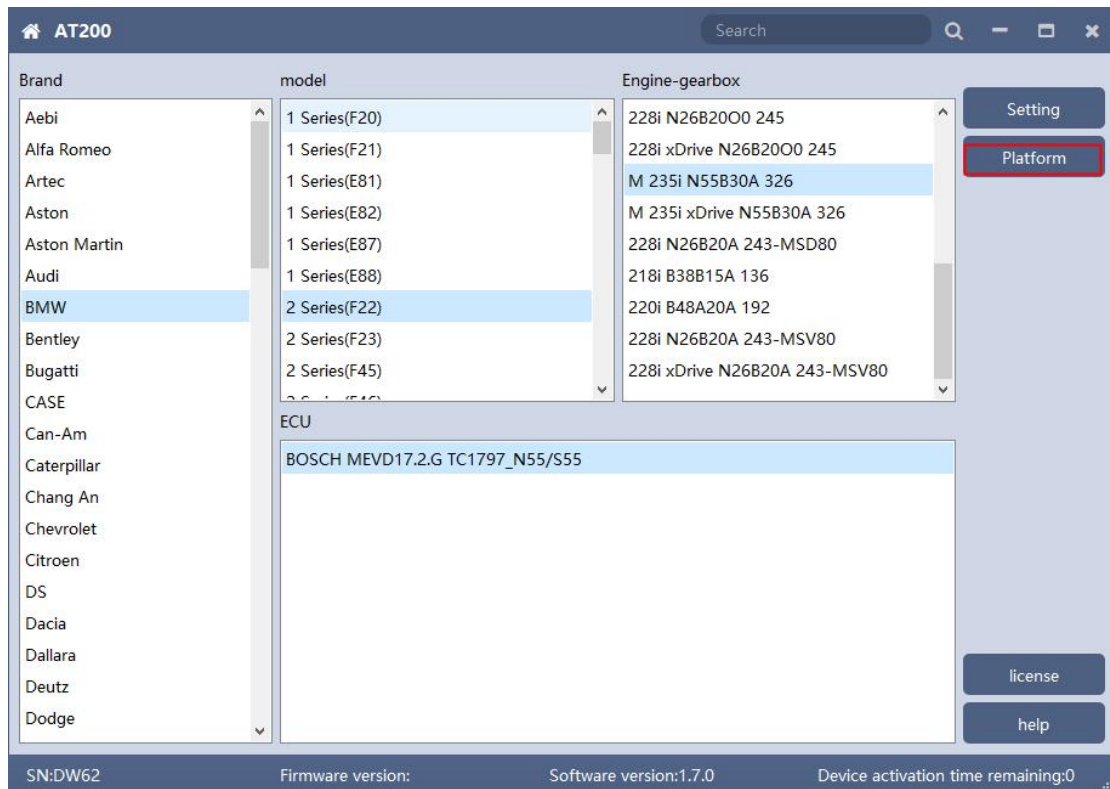 AT200
Search
Brand
Aebi
Alfa Romeo
Artec
Aston
Aston Martin
Audi
BMW
Bentley
Bugatti
CASE
Can-Am
Caterpillar
Chang An
Chevrolet
Citroen
DS
Dacia
Dallara
Deutz
Dodge
model
1 Series(F20)
1 Series(F21)
1 Series(E81)
1 Series(E82)
1 Series(E87)
1 Series(E88)
2 Series(F22)
2 Series(F23)
2 Series(F45)
Engine-gearbox
228i N26B20O0 245
228i xDrive N26B20O0 245
M 235i N55B30A 326
M 235i xDrive N55B30A 326
228i N26B20A 243-MSD80
218i B38B15A 136
220i B48A20A 192
228i N26B20A 243-MSV80
228i xDrive N26B20A 243-MSV80
ECU
BOSCH MEVD17.2.G TC1797_N55/S55
Setting
Platform
license
help
SN:DW62
Firmware version:
Software version:1.7.0
Device activation time remaining:0